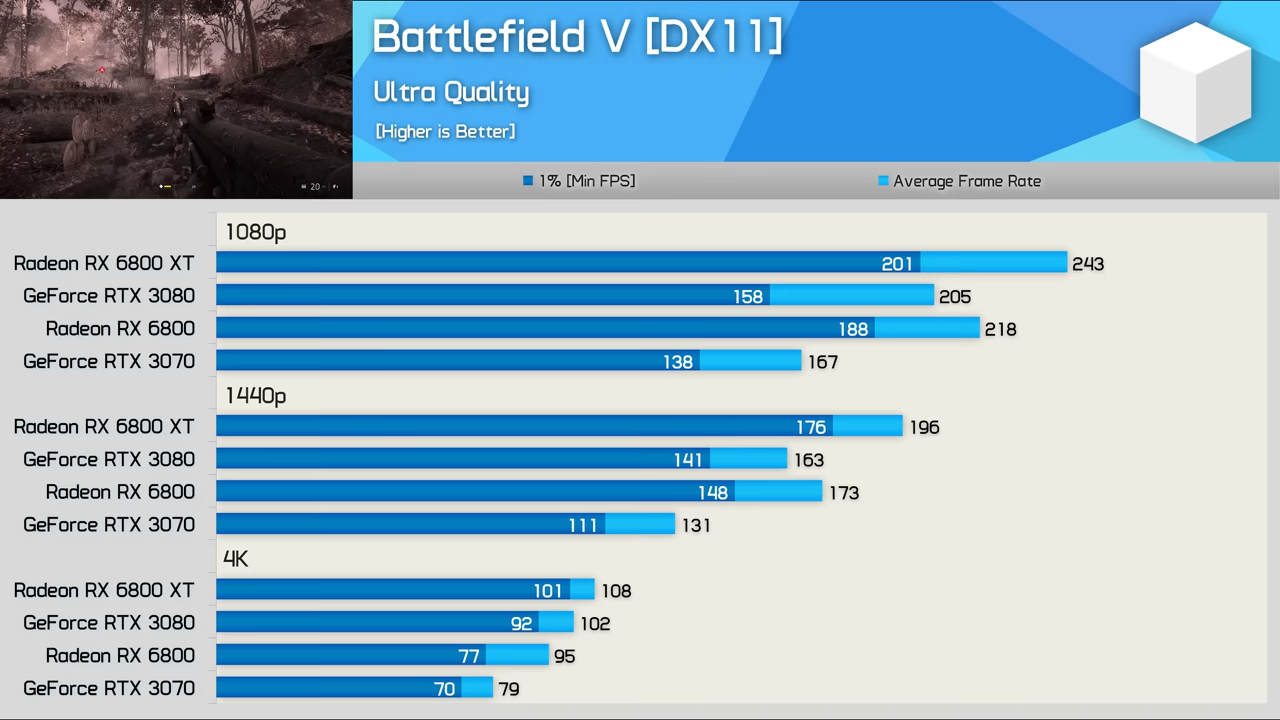 Battlefield V [DX11]
Ultra Quality
[Higher is Better]
20
1% [Min FPS] Average Frame Rate
1080p
Radeon RX 6800 XT 201 243
GeForce RTX 3080 158 205
Radeon RX 6800 188 218
GeForce RTX 3070 138 167
1440p
Radeon RX 6800 XT 176 196
GeForce RTX 3080 141 163
Radeon RX 6800 148 173
GeForce RTX 3070 111 131
4K
Radeon RX 6800 XT 101 108
GeForce RTX 3080 92 102
Radeon RX 6800 77 95
GeForce RTX 3070 70 79